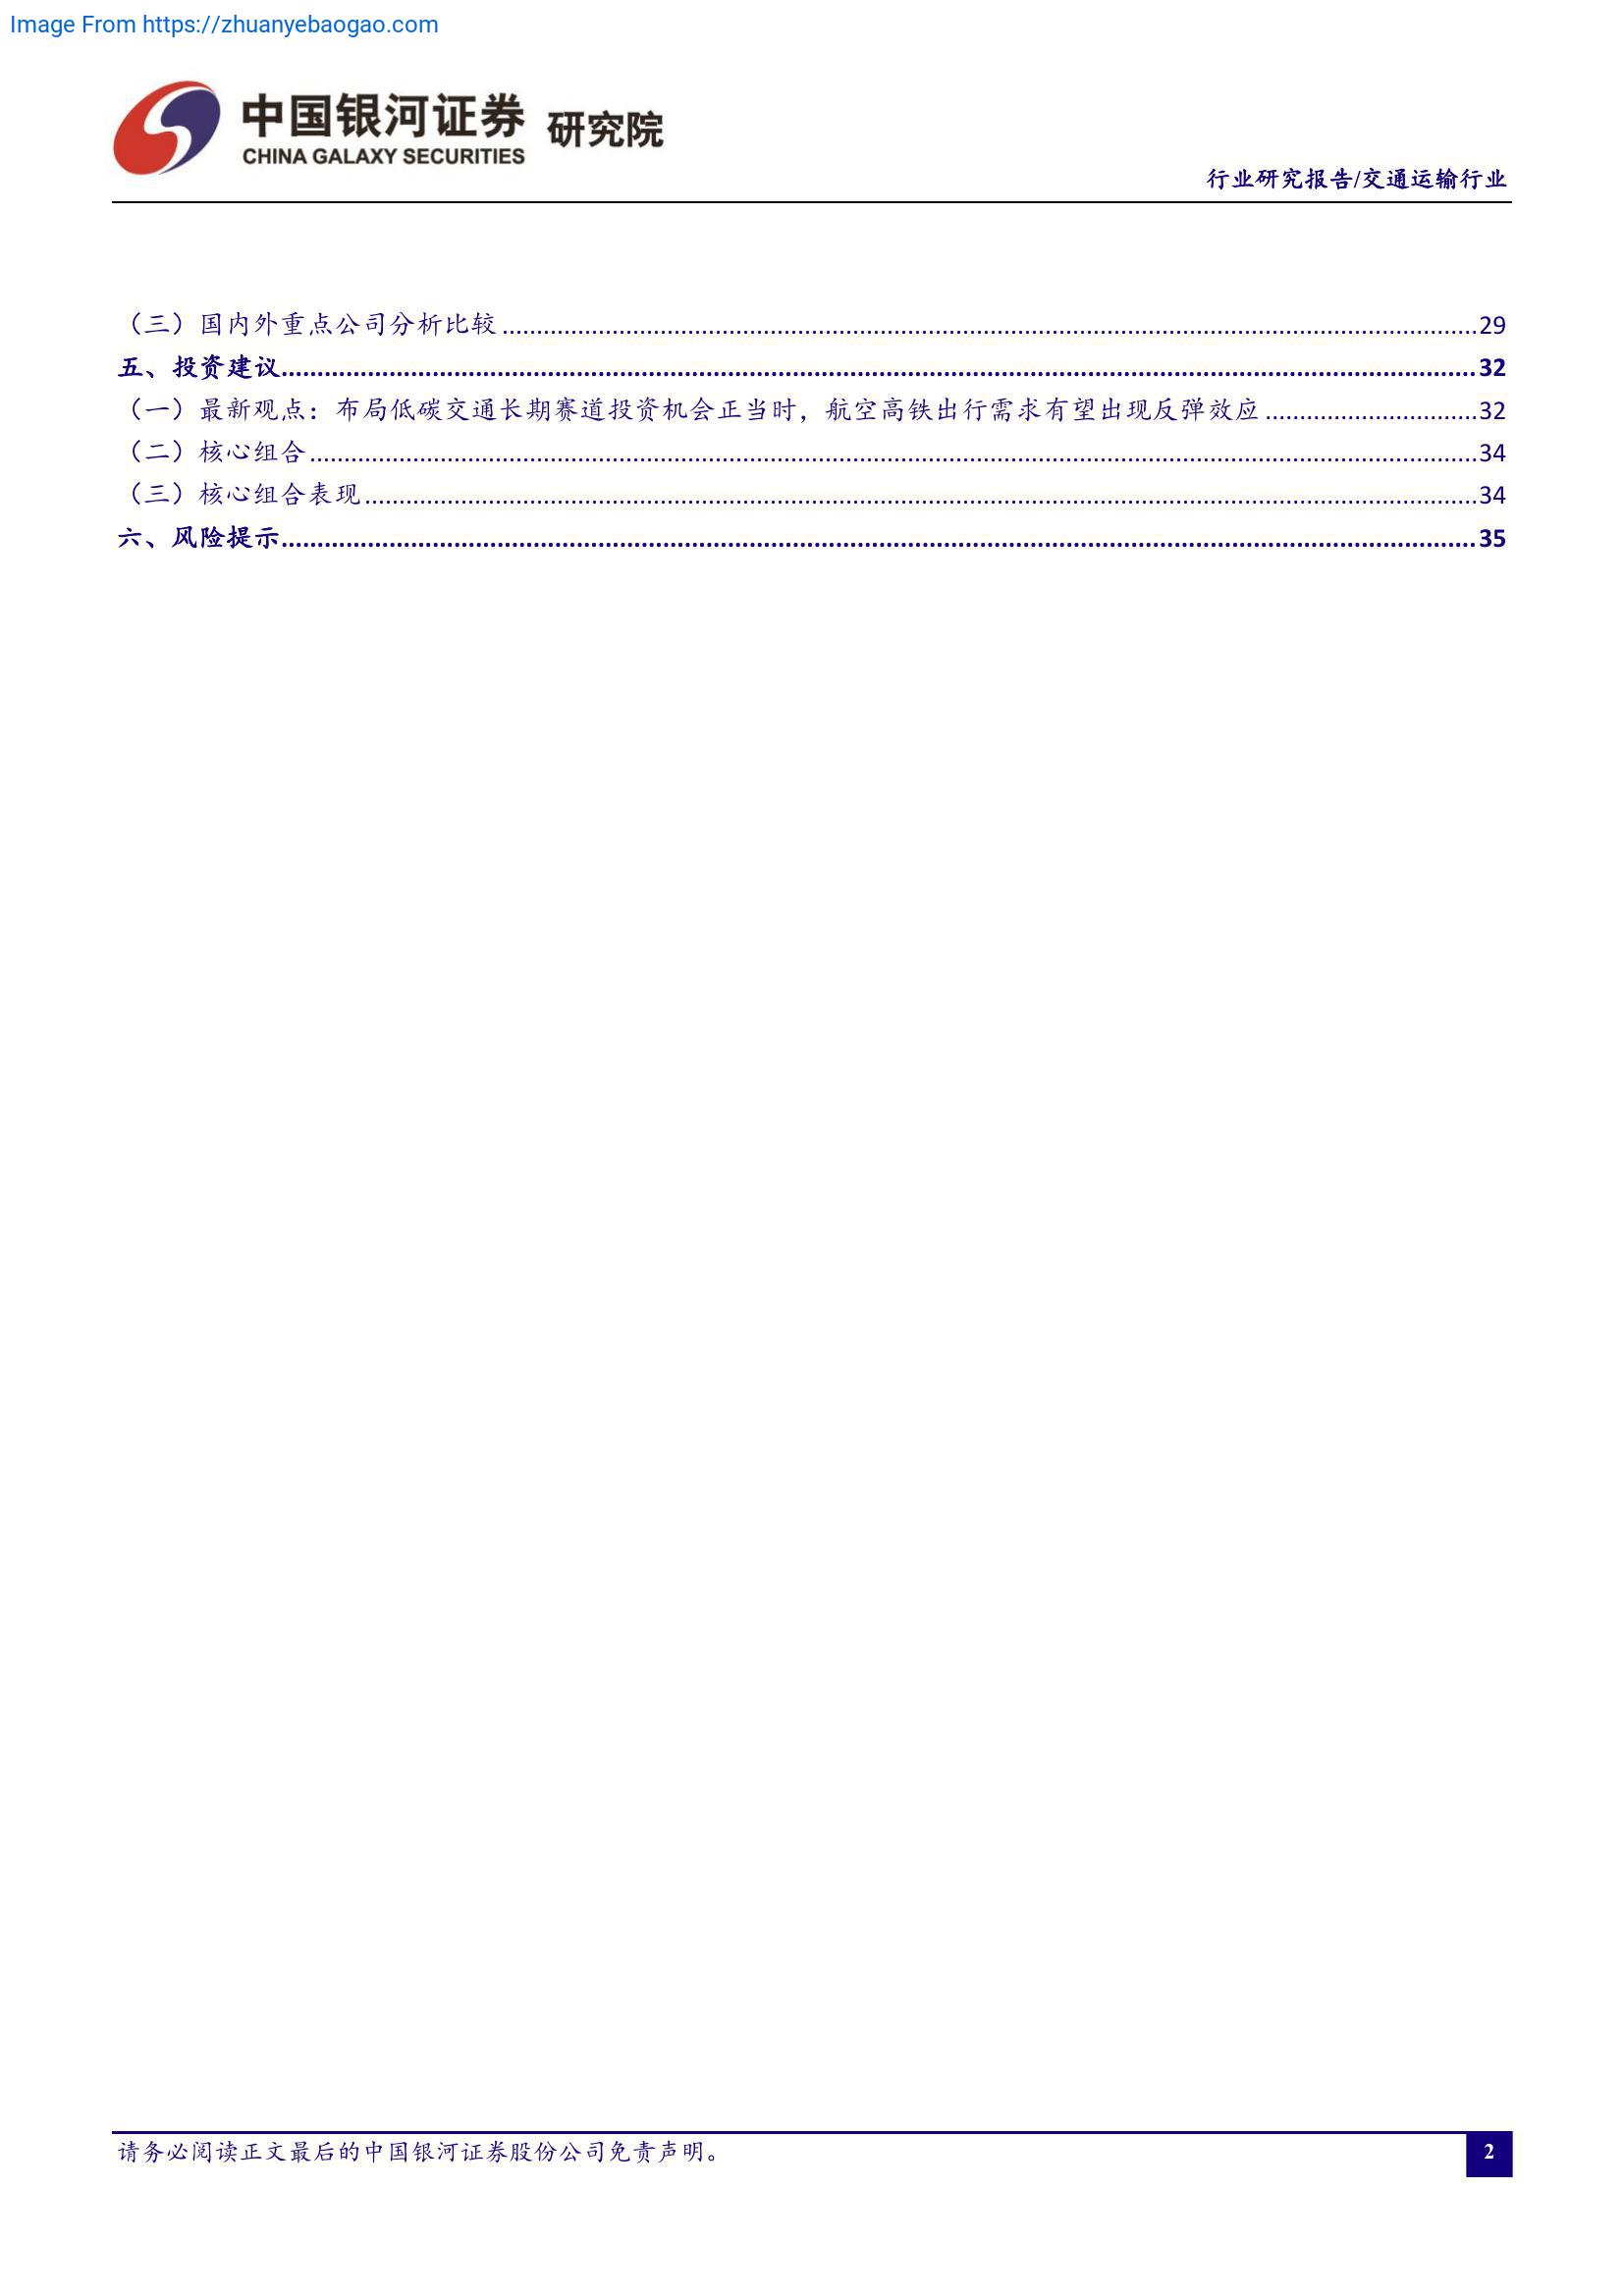 Image From https://zhuanyebaogao.com
中国银河证券 研究院
CHINA GALAXY SECURITIES
行业研究报告/交通运输行业
（三）国内外重点公司分析比较 29
五、投资建议 32
（一）最新观点：布局低碳交通长期赛道投资机会正当时，航空高铁出行需求有望出现反弹效应 32
（二）核心组合 34
（三）核心组合表现 34
六、风险提示 35
请务必阅读正文最后的中国银河证券股份公司免责声明。
2